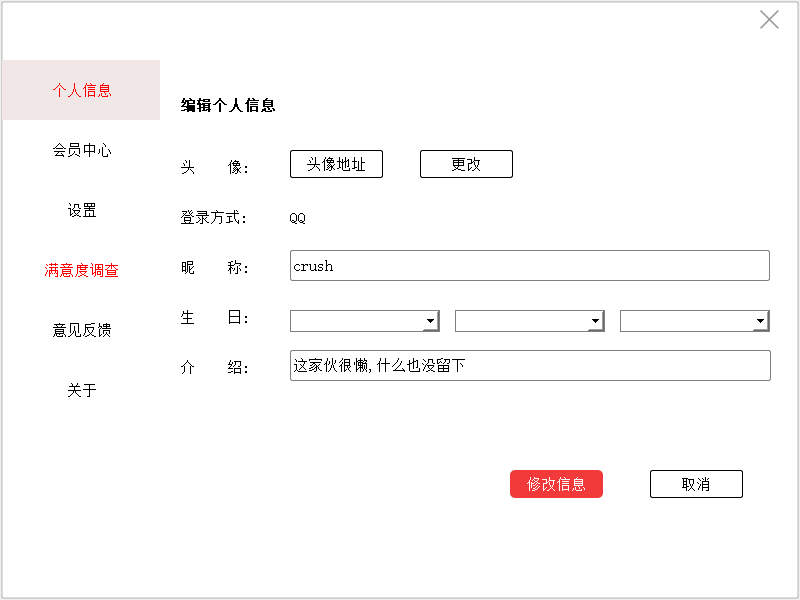 个人信息
会员中心
设置
满意度调查
意见反馈
关于
编辑个人信息
头 像: 头像地址 更改
登录方式: QQ
昵 称: crush
生 日:
介 绍: 这家伙很懒,什么也没留下
修改信息 取消